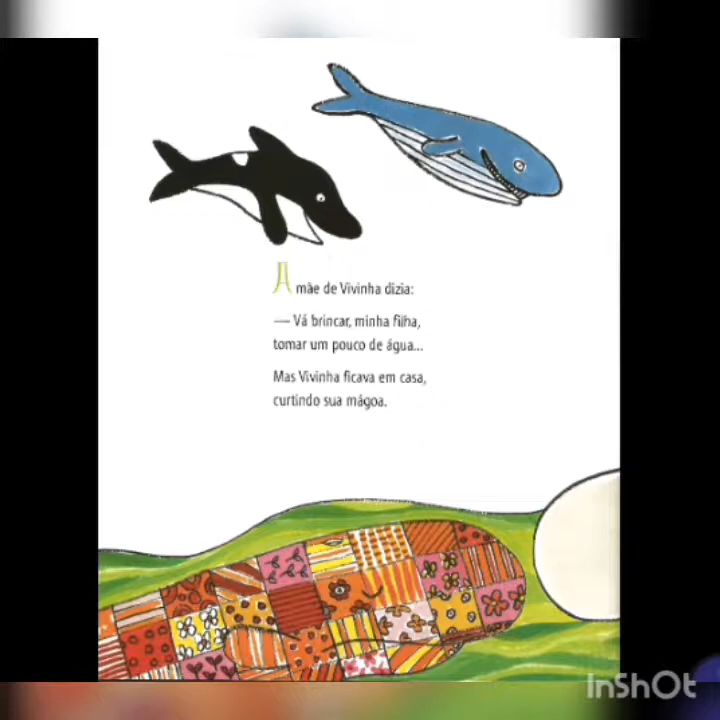 A mãe de Vivinha dizia:
— Vá brincar, minha filha,
tomar um pouco de água...
Mas Vivinha ficava em casa,
curtindo sua mágoa.
InShOt